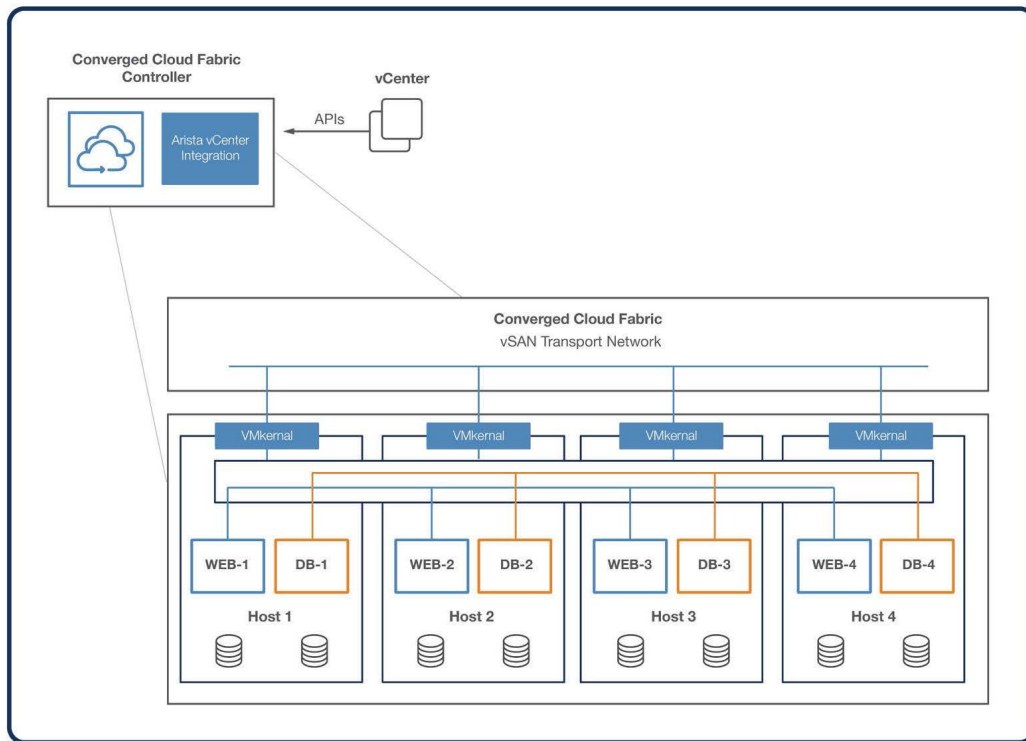 Converged Cloud Fabric
Controller
vCenter
APIs
Arista vCenter
Integration
Converged Cloud Fabric
vSAN Transport Network
VMkernal
VMkernal
VMkernal
VMkernal
WEB-1
DB-1
WEB-2
DB-2
WEB-3
DB-3
WEB-4
DB-4
Host 1
Host 2
Host 3
Host 4